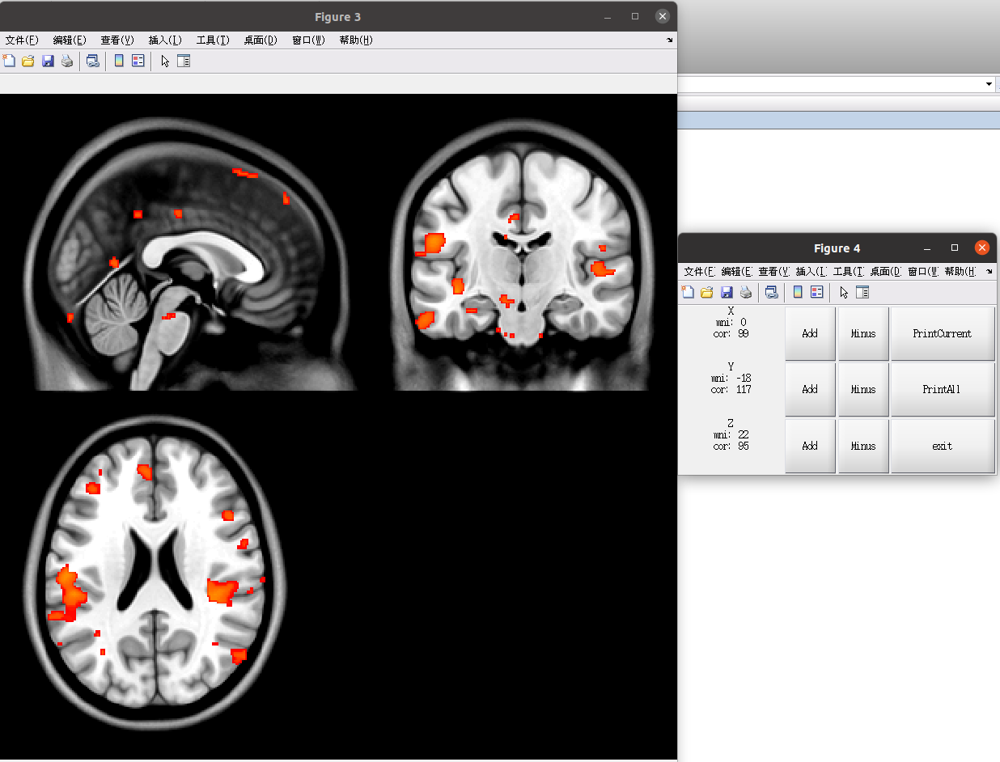 Figure 3
文件(F) 编辑(E) 查看(V) 插入(I) 工具(T) 桌面(D) 窗口(W) 帮助(H)
Figure 4
文件(F 编辑(E 查看(V 插入(I 工具(T 桌面(D 窗口(W 帮助(H
X
mni: 0
cor: 99
Add Minus PrintCurrent
Y
mni: -18
cor: 117
Add Minus PrintAll
Z
mni: 22
cor: 95
Add Minus exit